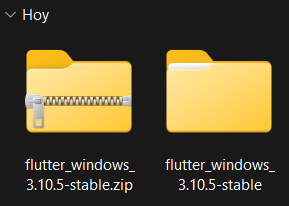 Hoy
flutter_windows_
3.10.5-stable.zip
flutter_windows_
3.10.5-stable